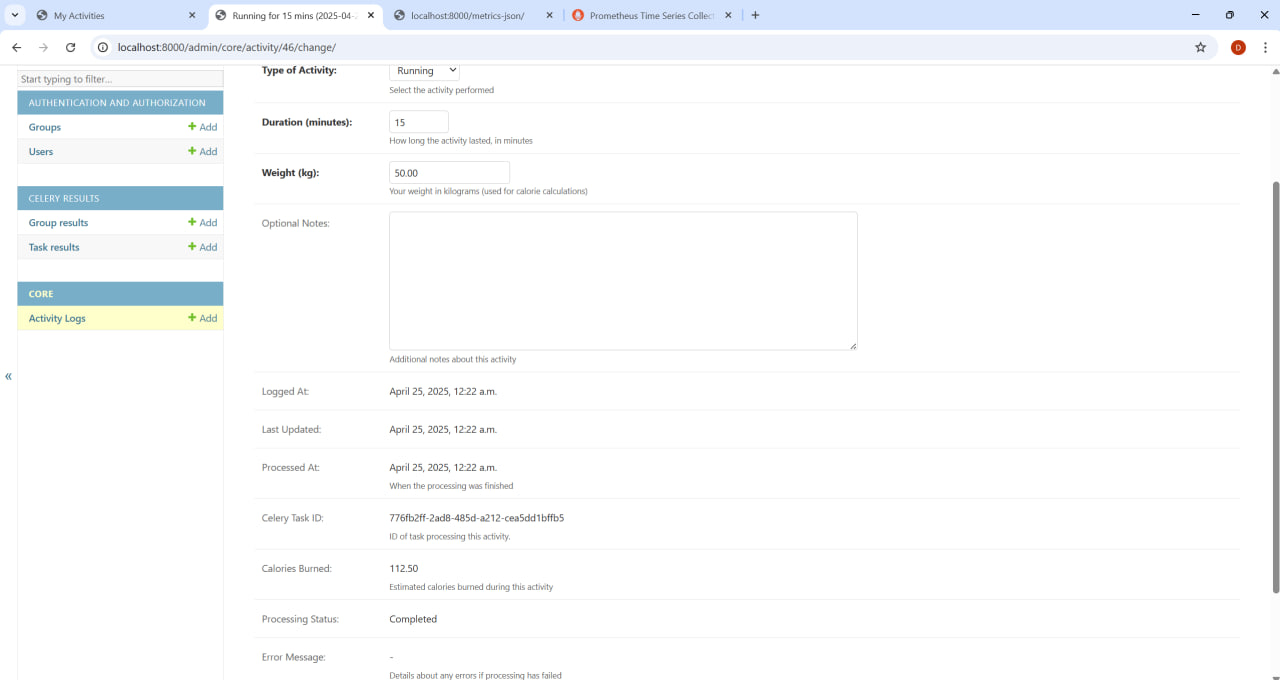 My Activities
Running for 15 mins (2025-04-
localhost:8000/metrics-json/
Prometheus Time Series Collect
localhost:8000/admin/core/activity/46/change/
D
Start typing to filter...
AUTHENTICATION AND AUTHORIZATION
Groups
Add
Users
Add
CELERY RESULTS
Group results
Add
Task results
Add
CORE
Activity Logs
Add
«
Type of Activity:
Running
Select the activity performed
Duration (minutes):
15
How long the activity lasted, in minutes
Weight (kg):
50.00
Your weight in kilograms (used for calorie calculations)
Optional Notes:
Additional notes about this activity
Logged At:
April 25, 2025, 12:22 a.m.
Last Updated:
April 25, 2025, 12:22 a.m.
Processed At:
April 25, 2025, 12:22 a.m.
When the processing was finished
Celery Task ID:
776fb2ff-2ad8-485d-a212-cea5dd1bffb5
ID of task processing this activity.
Calories Burned:
112.50
Estimated calories burned during this activity
Processing Status:
Completed
Error Message:
-
Details about any errors if processing has failed